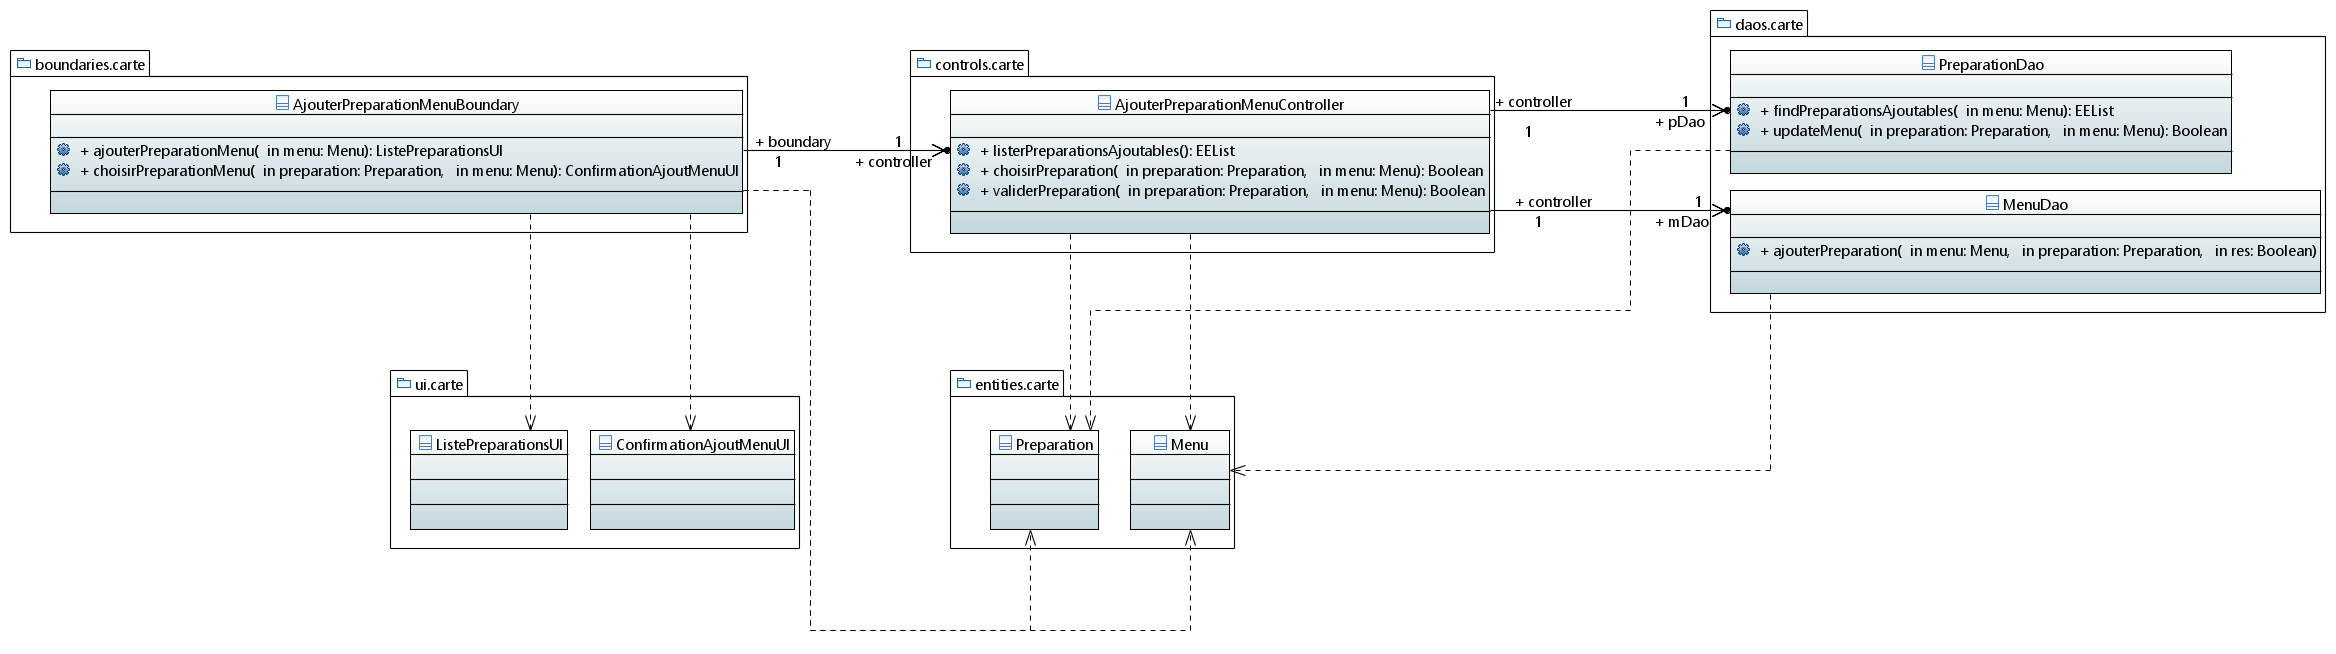 boundaries.carte
AjouterPreparationMenuBoundary
+ ajouterPreparationMenu( in menu: Menu): ListePreparationsUI
+ choisirPreparationMenu( in preparation: Preparation, in menu: Menu): ConfirmationAjoutMenuUI
+ boundary
1
1
+ controller
controls.carte
AjouterPreparationMenuController
+ listerPreparationsAjoutables(): EEList
+ choisirPreparation( in preparation: Preparation, in menu: Menu): Boolean
+ validerPreparation( in preparation: Preparation, in menu: Menu): Boolean
+ controller
1
1
+ pDao
+ controller
1
1
+ mDao
daos.carte
PreparationDao
+ findPreparationsAjoutables( in menu: Menu): EEList
+ updateMenu( in preparation: Preparation, in menu: Menu): Boolean
MenuDao
+ ajouterPreparation( in menu: Menu, in preparation: Preparation, in res: Boolean)
ui.carte
ListePreparationsUI
ConfirmationAjoutMenuUI
entities.carte
Preparation
Menu